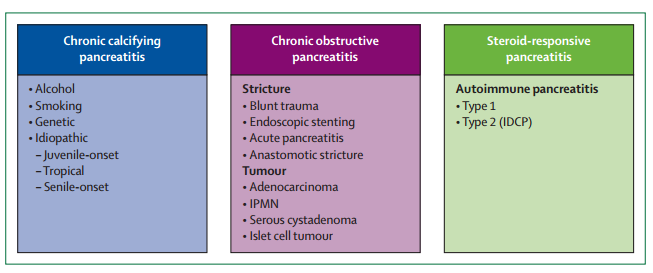 Chronic calcifying
pancreatitis
• Alcohol
• Smoking
• Genetic
• Idiopathic
– Juvenile-onset
– Tropical
– Senile-onset
Chronic obstructive
pancreatitis
Stricture
• Blunt trauma
• Endoscopic stenting
• Acute pancreatitis
• Anastomotic stricture
Tumour
• Adenocarcinoma
• IPMN
• Serous cystadenoma
• Islet cell tumour
Steroid-responsive
pancreatitis
Autoimmune pancreatitis
• Type 1
• Type 2 (IDCP)